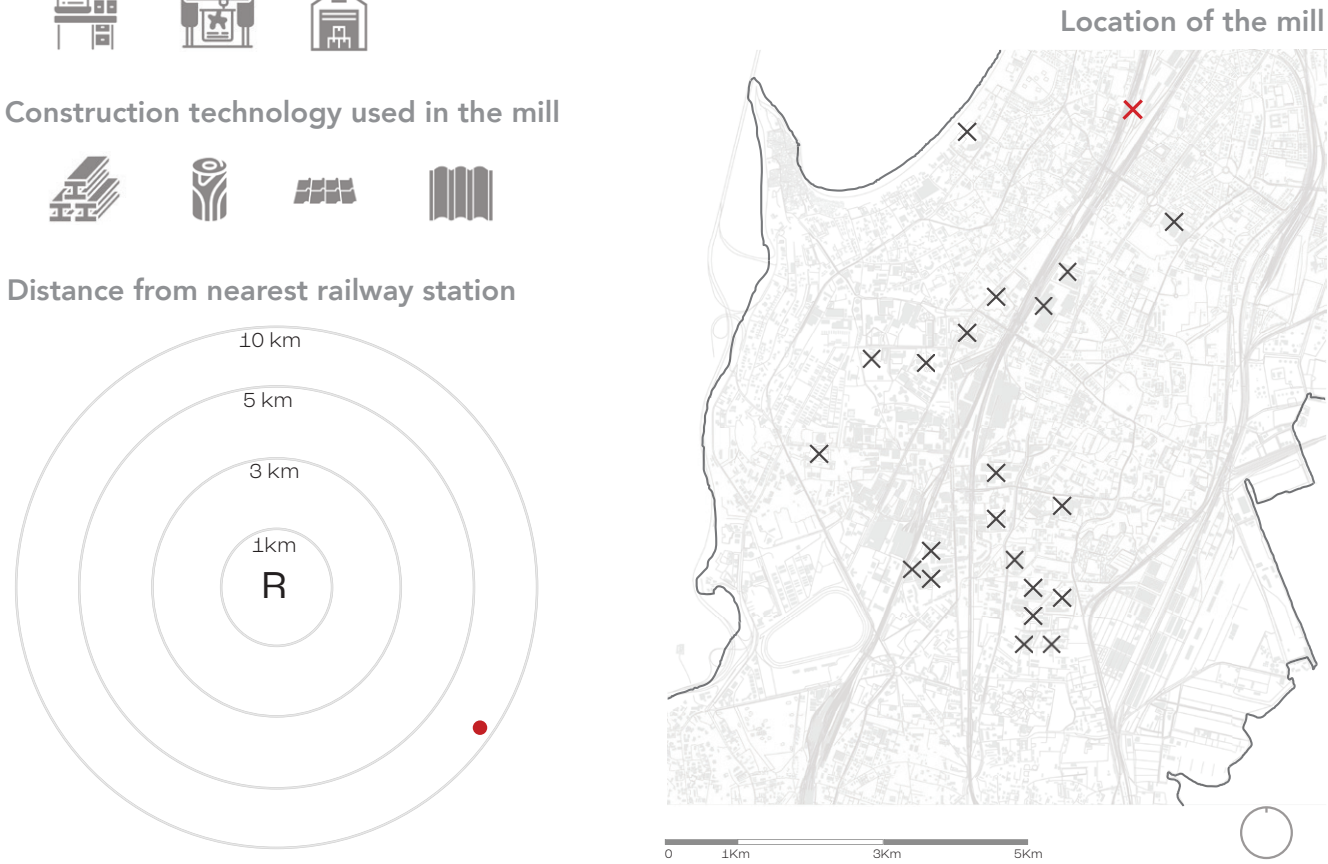 Location of the mill
Construction technology used in the mill
Distance from nearest railway station
10 km
5 km
3 km
1km
R
0 1Km 3Km 5Km